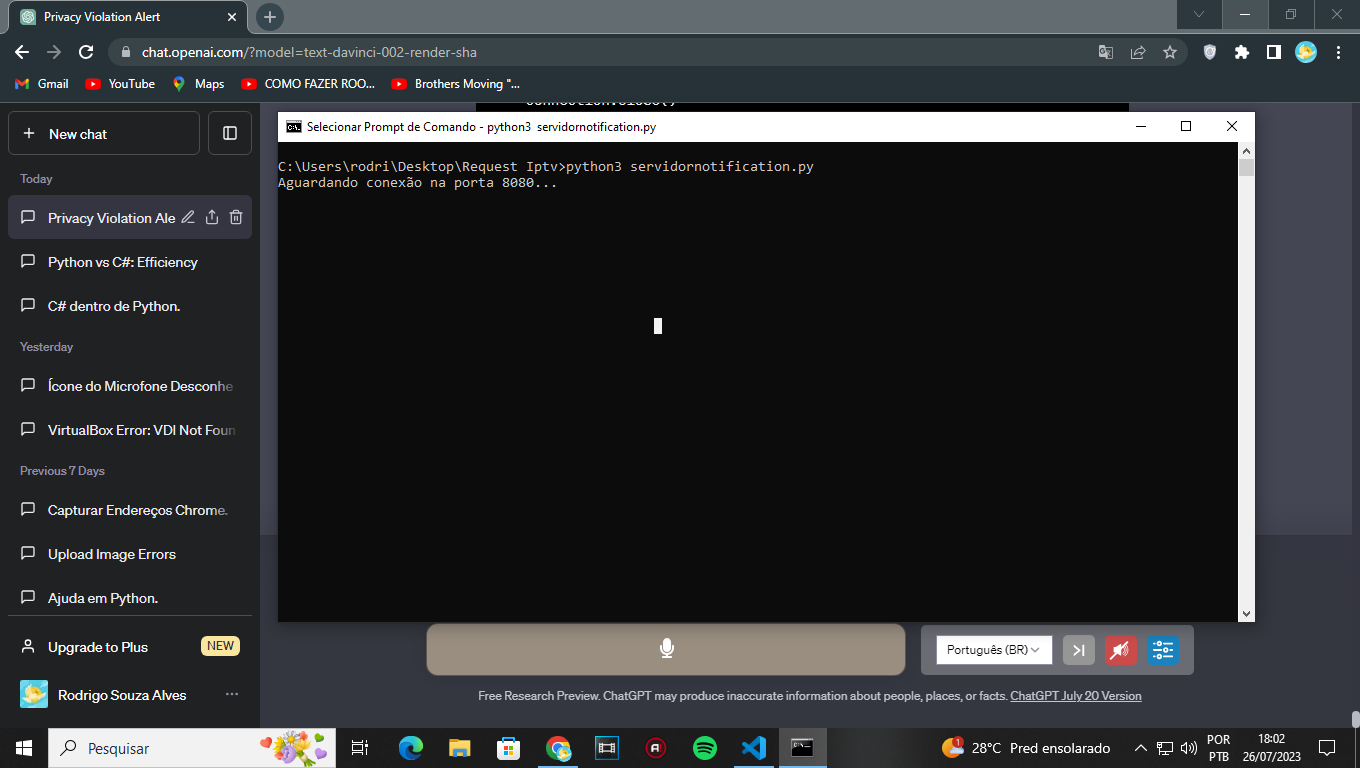 Privacy Violation Alert
chat.openai.com/?model=text-davinci-002-render-sha
Gmail
YouTube
Maps
COMO FAZER ROO...
Brothers Moving "...
New chat
Today
Privacy Violation Ale
Python vs C#: Efficiency
C# dentro de Python.
Yesterday
Ícone do Microfone Desconhe
VirtualBox Error: VDI Not Foun
Previous 7 Days
Capturar Endereços Chrome.
Upload Image Errors
Ajuda em Python.
Upgrade to Plus
NEW
Rodrigo Souza Alves
connection.close()
Selecionar Prompt de Comando - python3 servidornotification.py
C:\Users\rodri\Desktop\Request Iptv>python3 servidornotification.py
Aguardando conexão na porta 8080...
Português (BR)
Free Research Preview. ChatGPT may produce inaccurate information about people, places, or facts. ChatGPT July 20 Version
Pesquisar
1
28°C Pred ensolarado
POR
PTB
18:02
26/07/2023